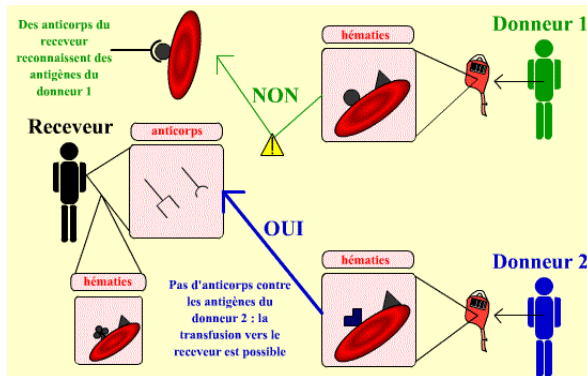 Des anticorps du
receveur
reconnaissent des
antigènes du
donneur 1
hématies
Donneur 1
NON
Receveur
anticorps
OUI
hématies
Donneur 2
hématies
Pas d'anticorps contre
les antigènes du
donneur 2 : la
transfusion vers le
receveur est possible